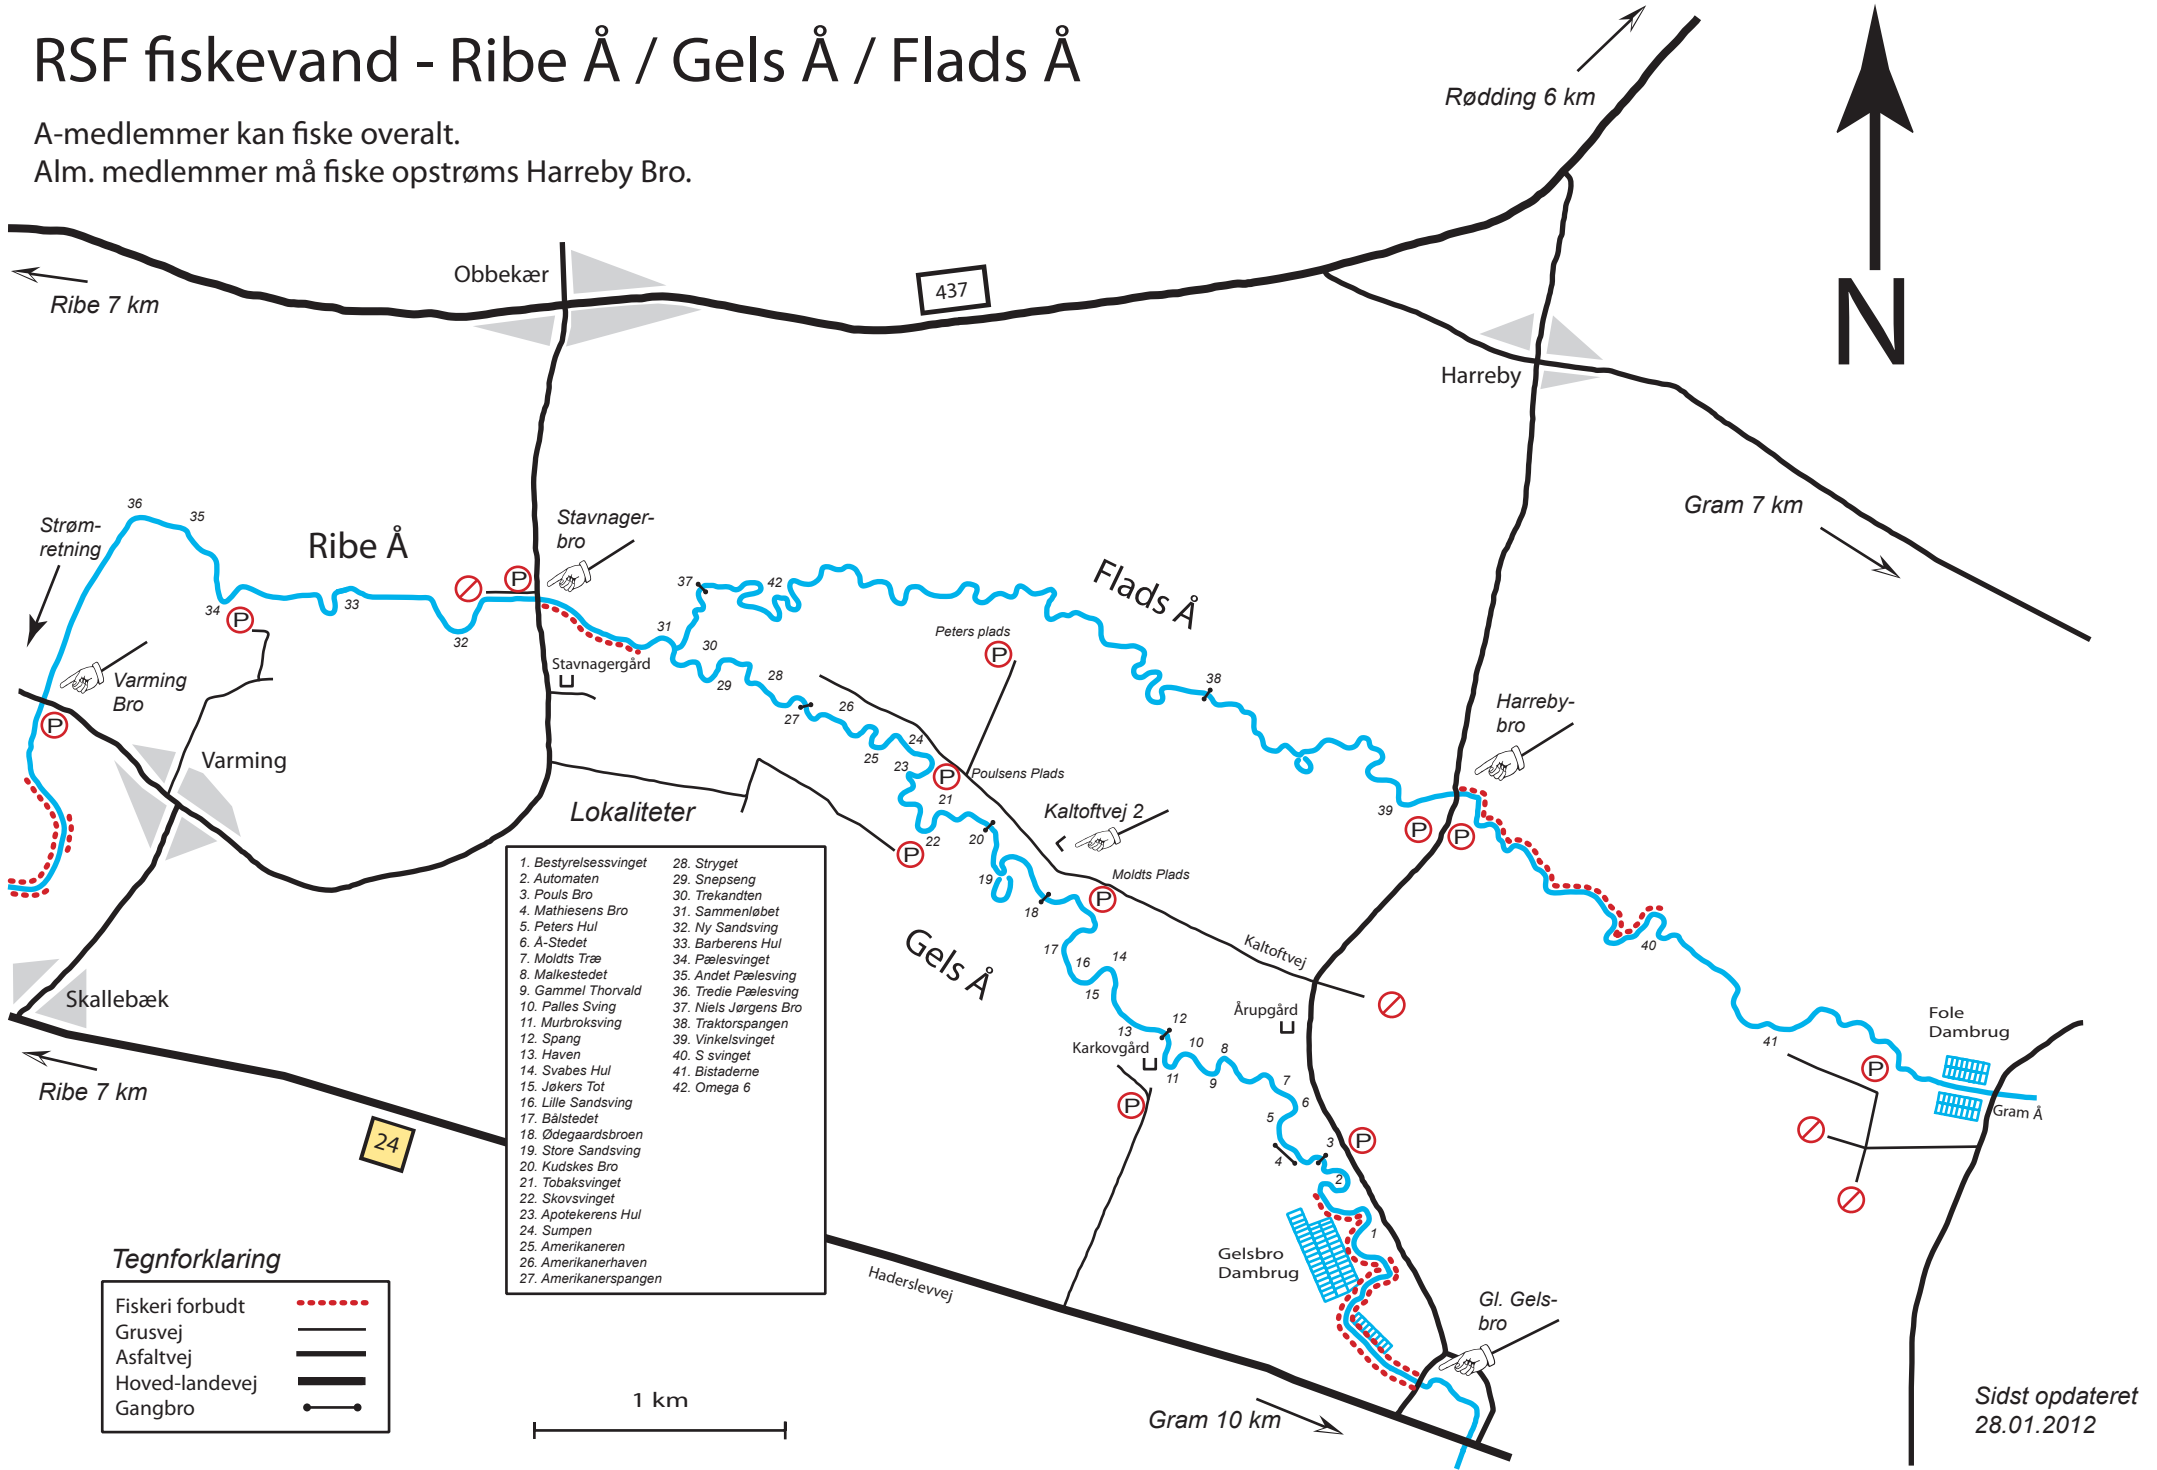 RSF fiskevand - Ribe Å / Gels Å / Flads Å
A-medlemmer kan fiske overalt.
Alm. medlemmer må fiske opstrøms Harreby Bro.
Rødding 6 km
N
Obbekær
437
Ribe 7 km
Harreby
Gram 7 km
36
35
Strøm-
retning
Ribe Å
Stavnager-
bro
P
34
P
33
32
37
42
31
30
29
28
27
26
25
24
23
Flads Å
Peters plads
P
38
Stavnagergård
Varming
Bro
P
Varming
Harreby-
bro
P
Poulsens Plads
21
22
P
20
19
18
Kaltoftvej 2
Moldts Plads
P
39
P
P
40
41
Gels Å
17
16
15
14
13
12
Kaltoftvej
Årupgård
Karkovgård
11
10
9
8
7
6
5
4
3
2
1
P
P
Fole
Dambrug
P
Gram Å
Skallebæk
Ribe 7 km
24
Lokaliteter
1. Bestyrelsessvinget
2. Automaten
3. Pouls Bro
4. Mathiesens Bro
5. Peters Hul
6. Å-Stedet
7. Moldts Træ
8. Malkestedet
9. Gammel Thorvald
10. Palles Sving
11. Murbroksving
12. Spang
13. Haven
14. Svabes Hul
15. Jøkers Tot
16. Lille Sandsving
17. Bålstedet
18. Ødegaardsbroen
19. Store Sandsving
20. Kudskes Bro
21. Tobaksvinget
22. Skovsvinget
23. Apotekerens Hul
24. Sumpen
25. Amerikaneren
26. Amerikanerhaven
27. Amerikanerspangen
28. Stryget
29. Snepseng
30. Trekandten
31. Sammenløbet
32. Ny Sandsving
33. Barberens Hul
34. Pælesvinget
35. Andet Pælesving
36. Tredie Pælesving
37. Niels Jørgens Bro
38. Traktorspangen
39. Vinkelsvinget
40. S svinget
41. Bistaderne
42. Omega 6
Gelsbro
Dambrug
Haderslevvej
Gl. Gels-
bro
Tegnforklaring
Fiskeri forbudt
Grusvej
Asfaltvej
Hoved-landevej
Gangbro
1 km
Gram 10 km
Sidst opdateret
28.01.2012